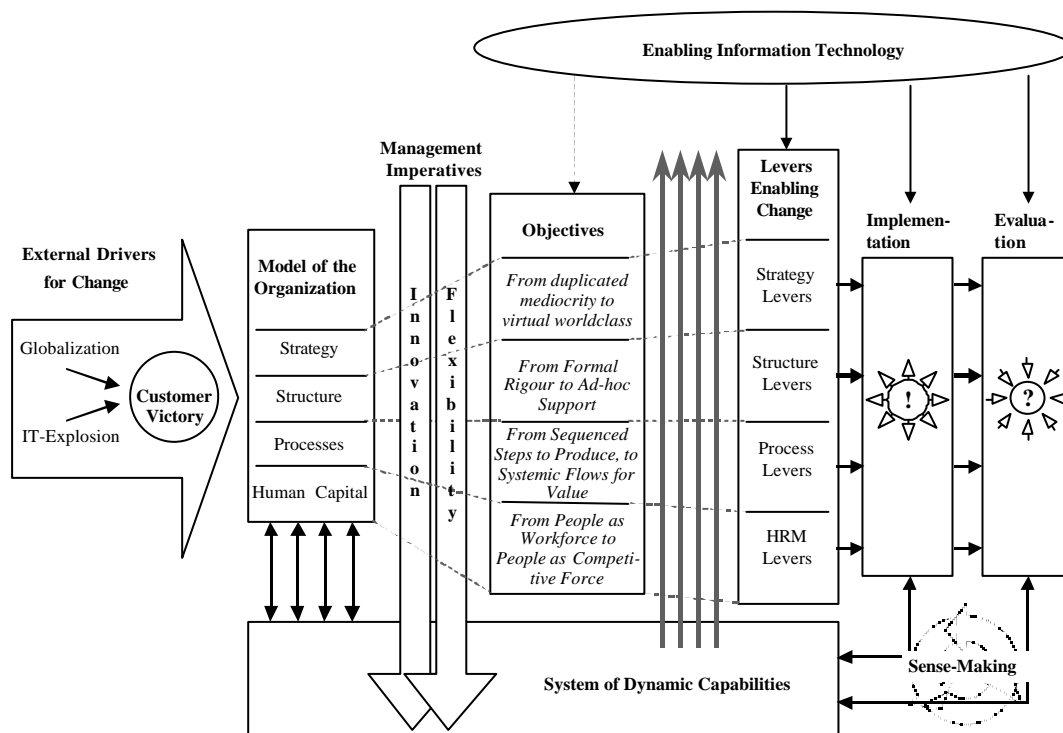 Enabling Information Technology
Management
Imperatives
Levers
Enabling
Change
External Drivers
for Change
Model of the
Organization
Objectives
Implemen-
tation
Evalua-
tion
Globalization
IT-Explosion
Customer
Victory
Strategy
Structure
Processes
Human Capital
Innovation
Flexibility
From duplicated
mediocrity to
virtual worldclass
From Formal
Rigour to Ad-hoc
Support
From Sequenced
Steps to Produce, to
Systemic Flows for
Value
From People as
Workforce to
People as Competi-
tive Force
Strategy
Levers
Structure
Levers
Process
Levers
HRM
Levers
!
?
System of Dynamic Capabilities
Sense-Making